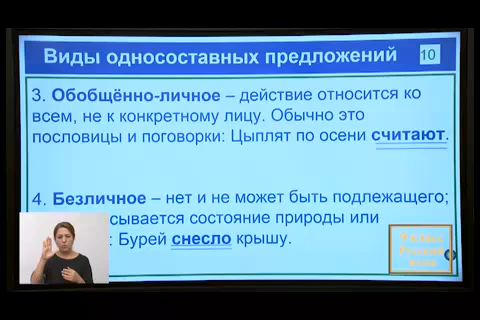 Виды односоставных предложений
10
3. Обобщённо-личное – действие относится ко
всем, не к конкретному лицу. Обычно это
пословицы и поговорки: Цыплят по осени считают.
4. Безличное – нет и не может быть подлежащего;
сывается состояние природы или
: Бурей снесло крышу.